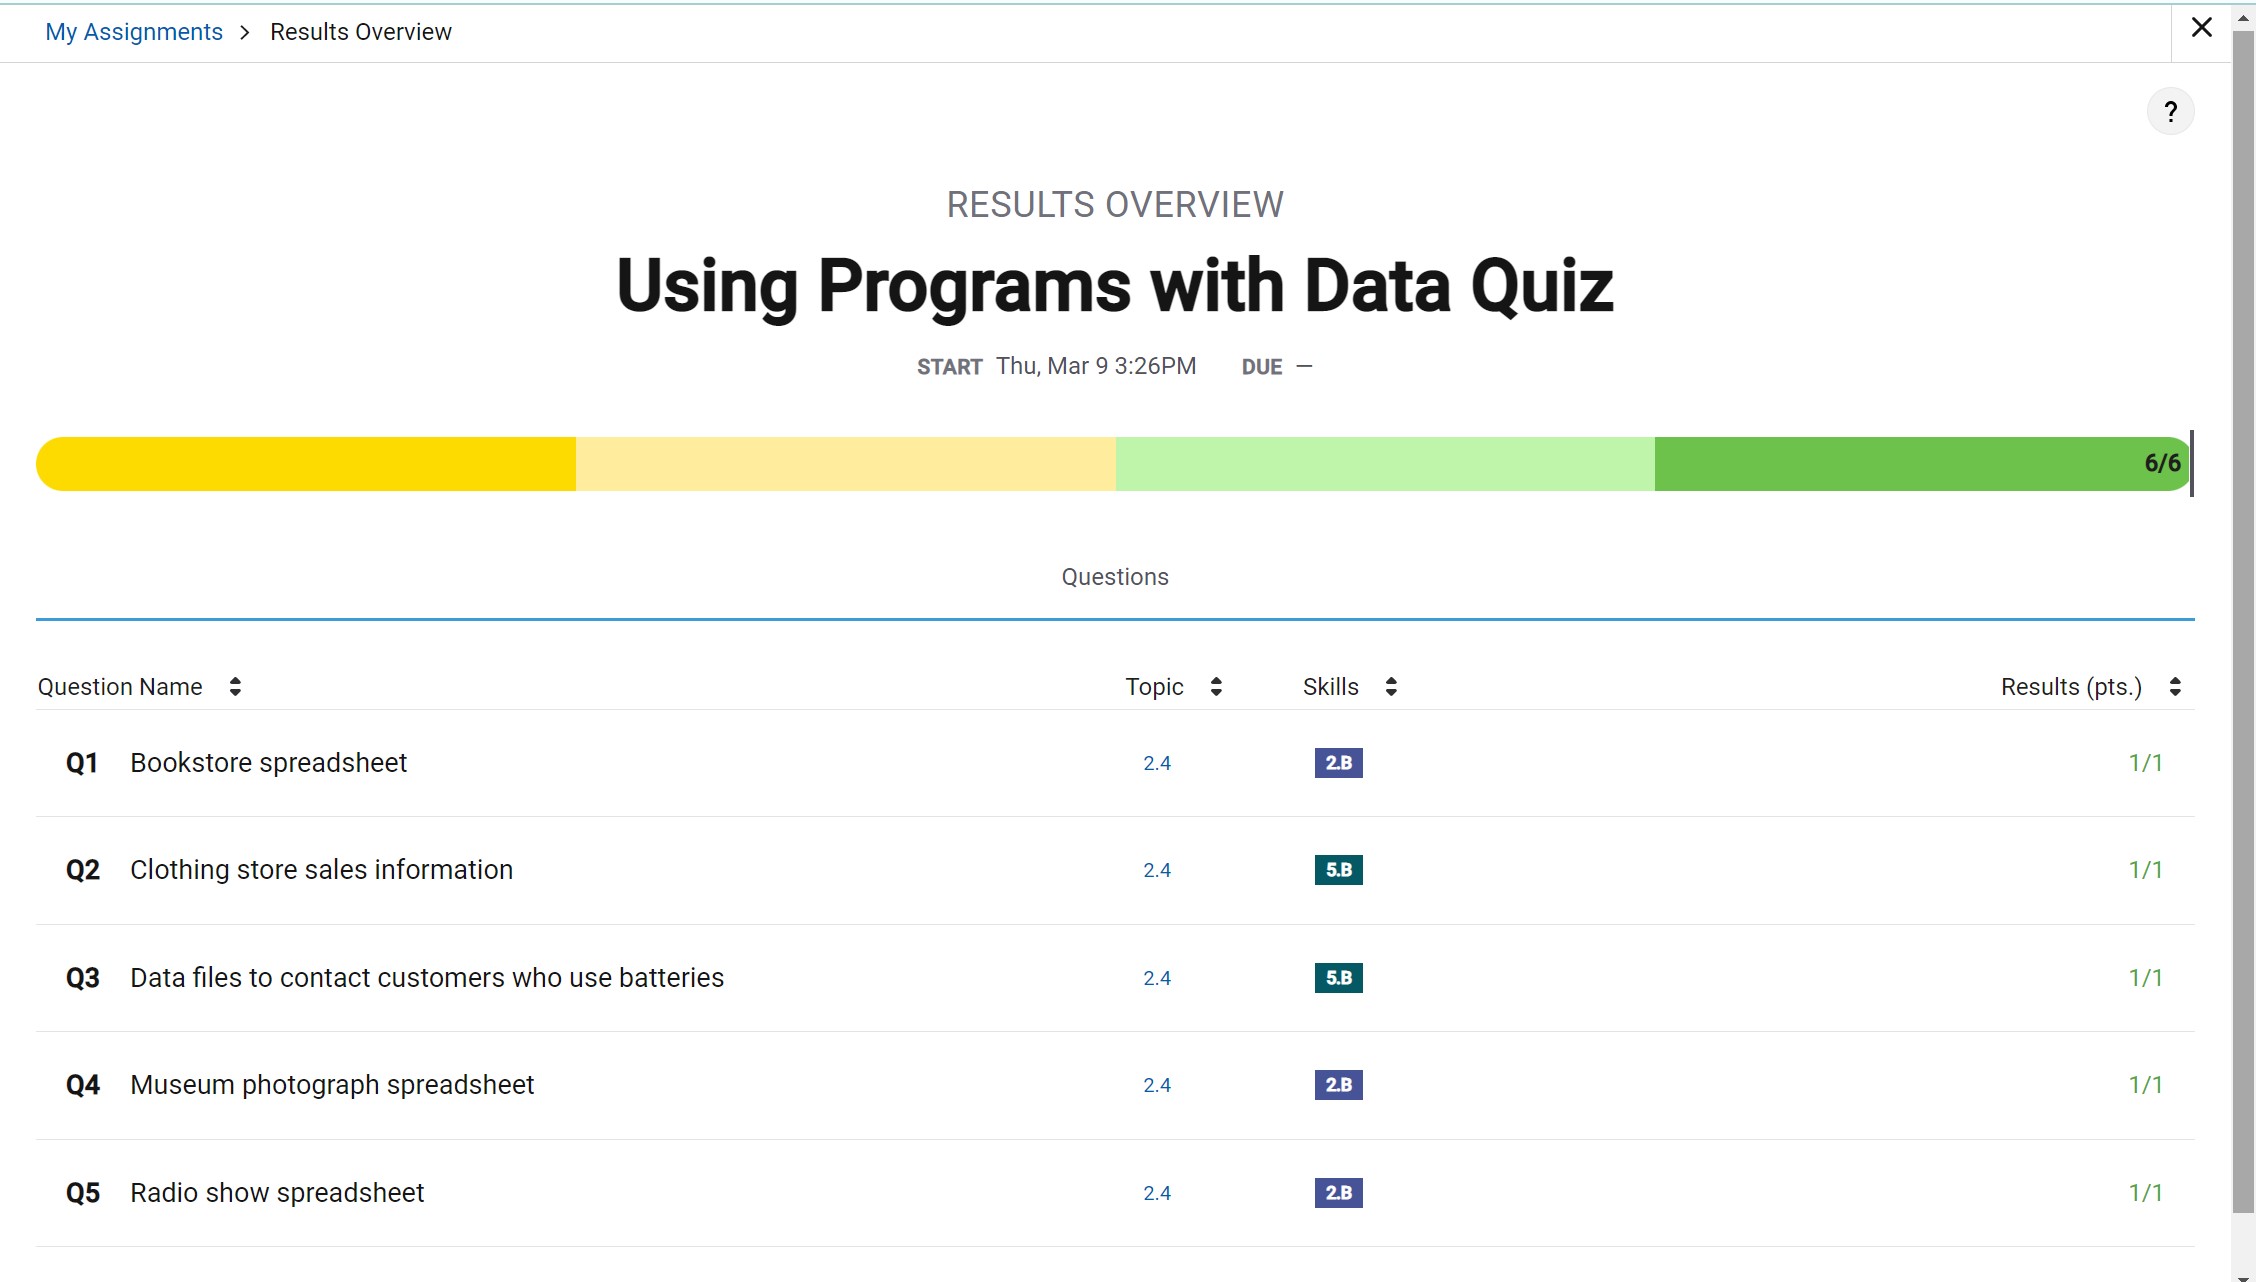 My Assignments > Results Overview
?
RESULTS OVERVIEW
Using Programs with Data Quiz
START Thu, Mar 9 3:26PM DUE —
6/6
Questions
Question Name Topic Skills Results (pts.)
Q1 Bookstore spreadsheet 2.4 2.B 1/1
Q2 Clothing store sales information 2.4 5.B 1/1
Q3 Data files to contact customers who use batteries 2.4 5.B 1/1
Q4 Museum photograph spreadsheet 2.4 2.B 1/1
Q5 Radio show spreadsheet 2.4 2.B 1/1